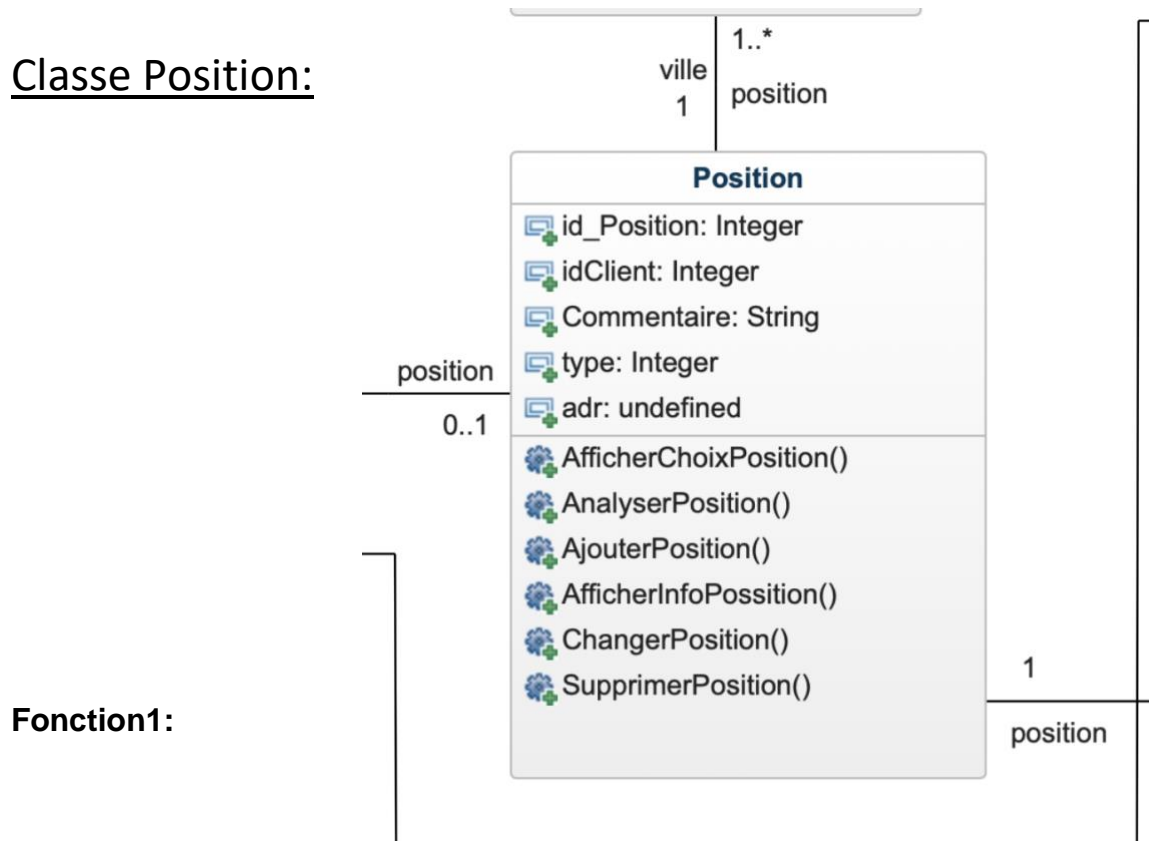 1..*
Classe Position:
ville
1
position
Position
id_Position: Integer
idClient: Integer
Commentaire: String
type: Integer
adr: undefined
position
0..1
AfficherChoixPosition()
AnalyserPosition()
AjouterPosition()
AfficherInfoPossition()
ChangerPosition()
SupprimerPosition()
1
position
Fonction1: